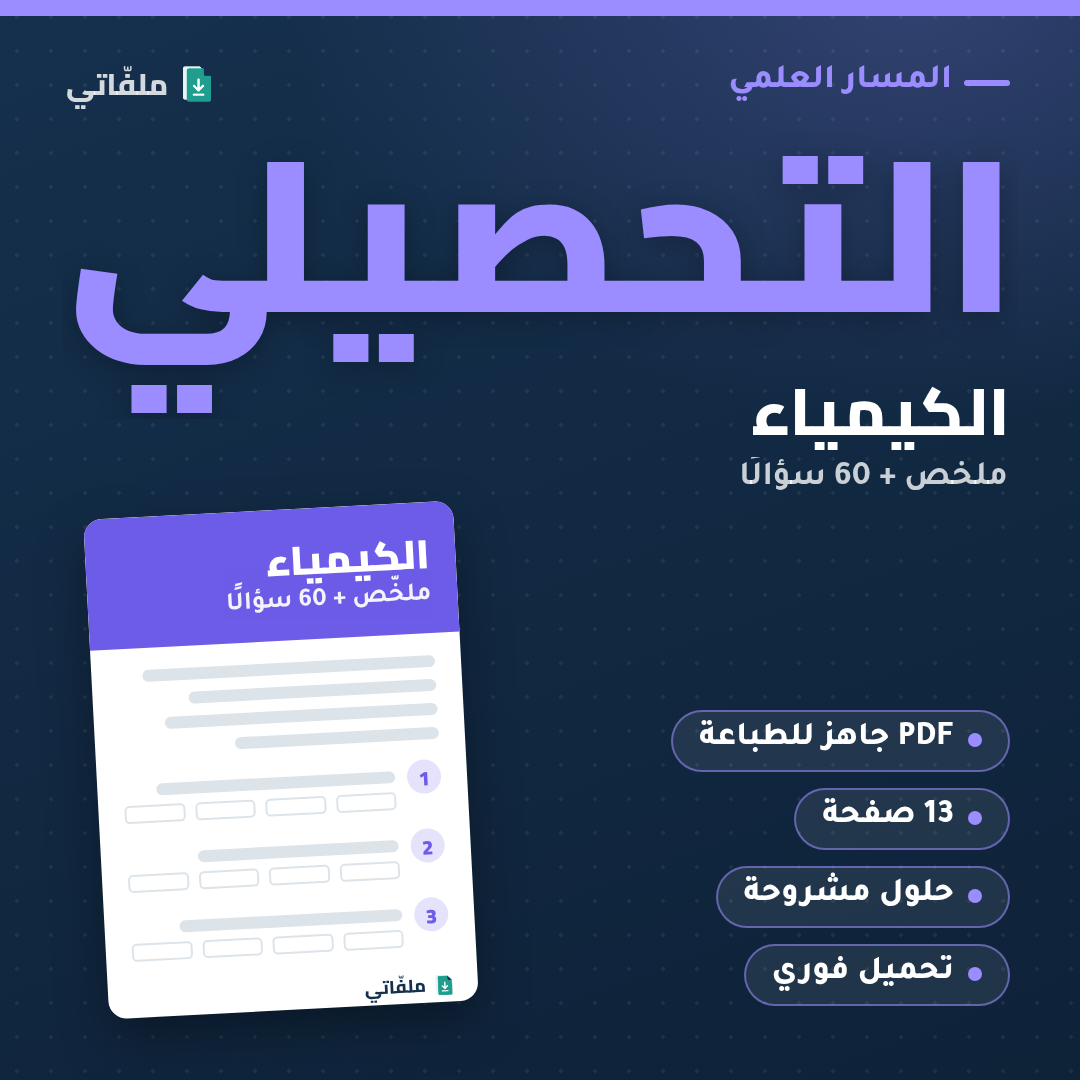 المسار العلمي
ملفّاتي
التحصيلي
الكيمياء
ملخص + 60 سؤالًا
الكيمياء
ملخّص + 60 سؤالًا
1
2
3
ملفّاتي
PDF جاهز للطباعة
13 صفحة
حلول مشروحة
تحميل فوري